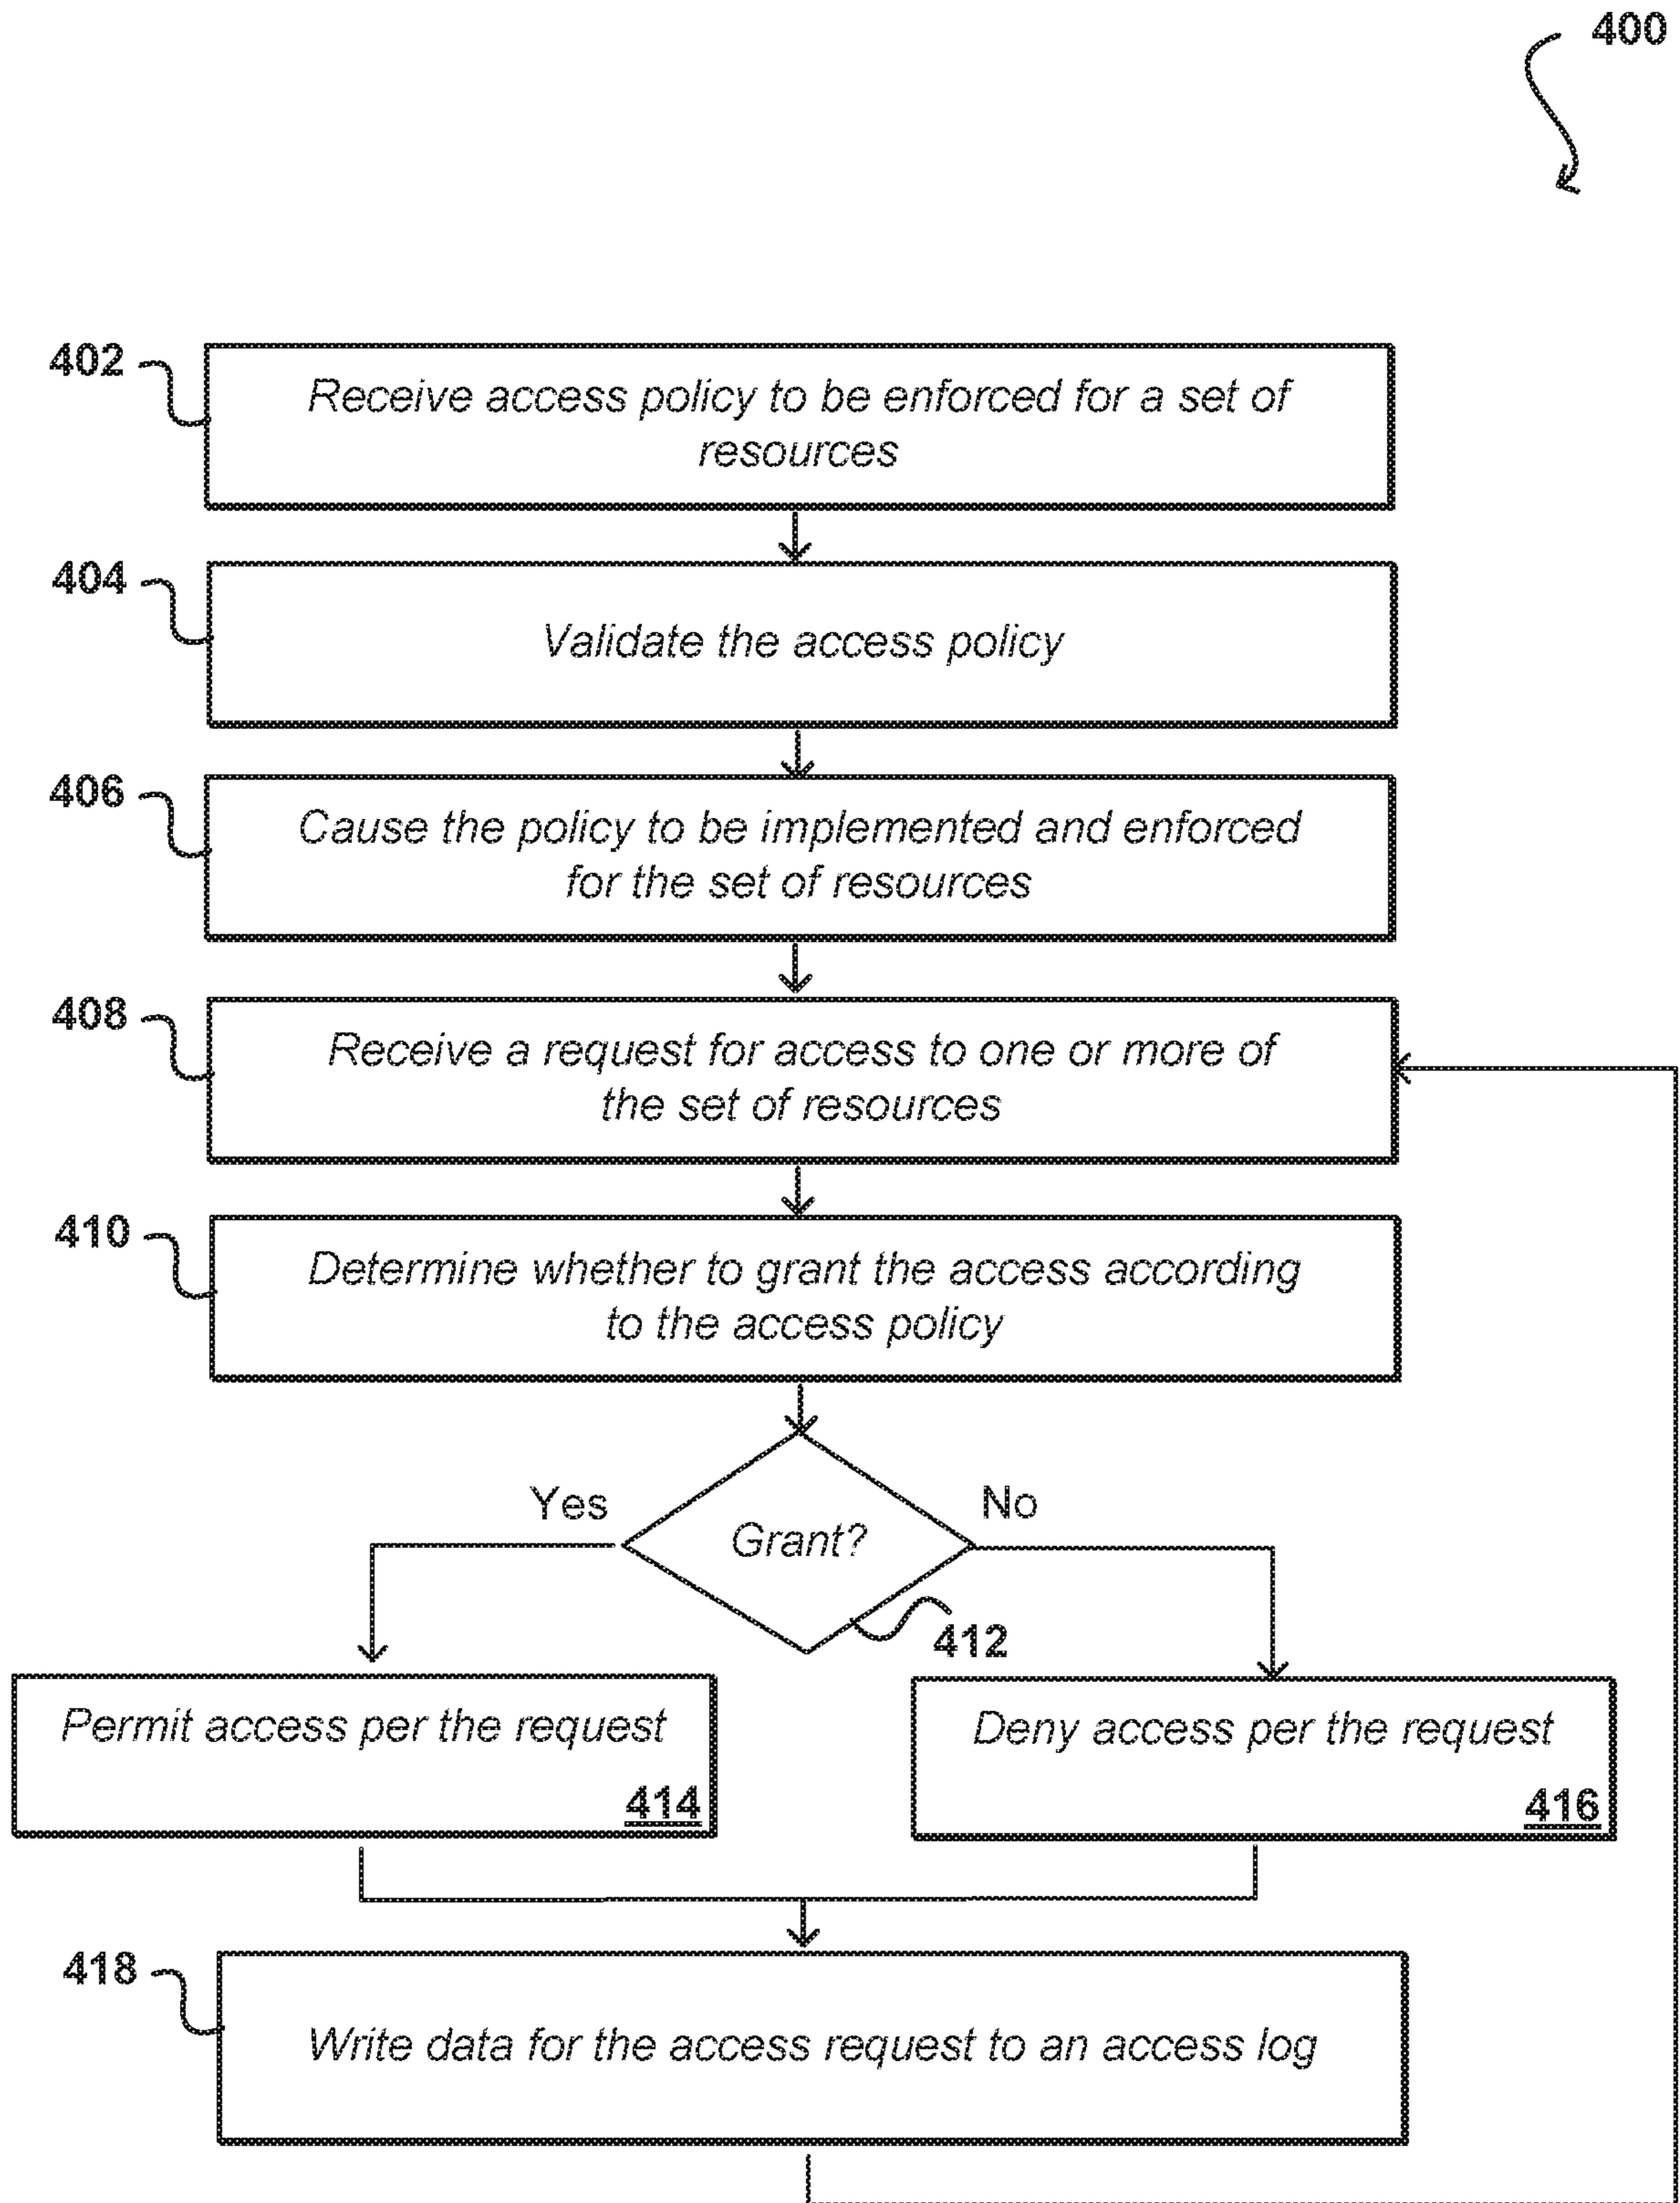 400
402
Receive access policy to be enforced for a set of
resources
404
Validate the access policy
406
Cause the policy to be implemented and enforced
for the set of resources
408
Receive a request for access to one or more of
the set of resources
410
Determine whether to grant the access according
to the access policy
Yes
No
Grant?
412
Permit access per the request
414
Deny access per the request
416
418
Write data for the access request to an access log